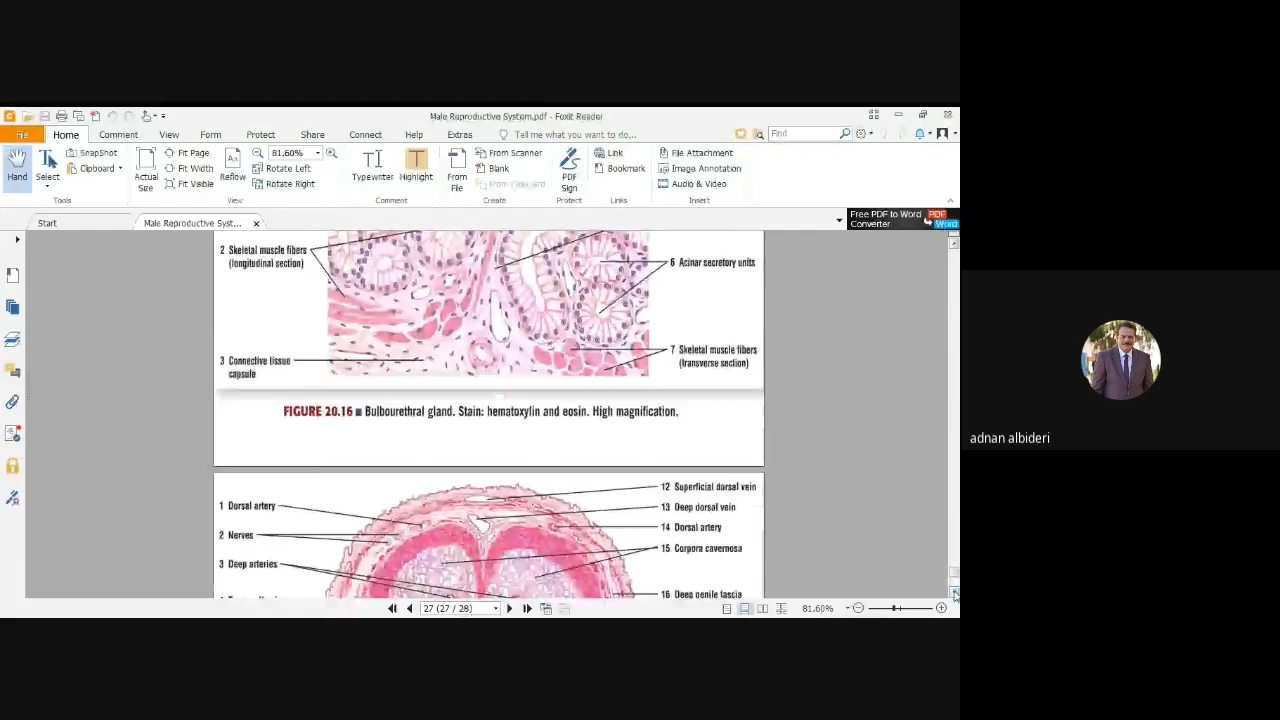 Male Reproductive System.pdf - Foxit Reader
File Home Comment View Form Protect Share Connect Help Extras Tell me what you want to do... Find
Hand
Select
SnapShot
Clipboard
Tools
Actual Size
Fit Page
Fit Width
Fit Visible
Reflow
81.60%
Rotate Left
Rotate Right
View
Typewriter
Highlight
Comment
From File
From Scanner
Blank
From Clipboard
Create
PDF Sign
Protect
Link
Bookmark
Links
File Attachment
Image Annotation
Audio & Video
Insert
Start
Male Reproductive Syst...
Free PDF to Word
Converter
PDF
Word
2 Skeletal muscle fibers
(longitudinal section)
3 Connective tissue
capsule
6 Acinar secretory units
7 Skeletal muscle fibers
(transverse section)
FIGURE 20.16 ■ Bulbourethral gland. Stain: hematoxylin and eosin. High magnification.
1 Dorsal artery
2 Nerves
3 Deep arteries
12 Superficial dorsal vein
13 Deep dorsal vein
14 Dorsal artery
15 Corpora cavernosa
16 Deep penile fascia
27 (27 / 28)
81.60%
adnan albideri